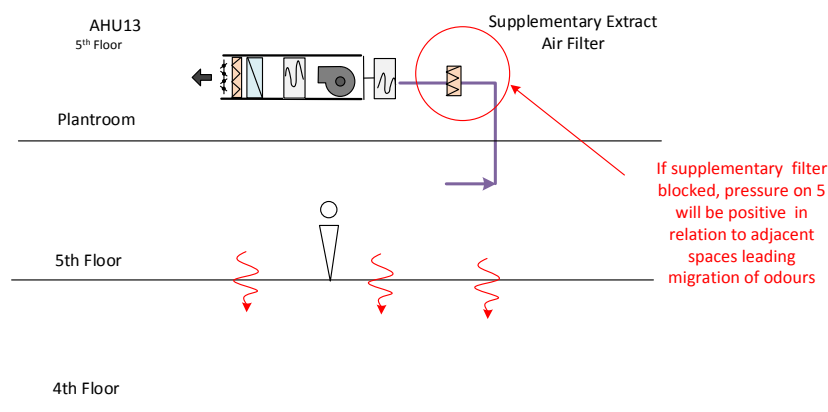 AHU13
5th Floor
Supplementary Extract
Air Filter
Plantroom
If supplementary filter
blocked, pressure on 5
will be positive in
relation to adjacent
spaces leading
migration of odours
5th Floor
4th Floor